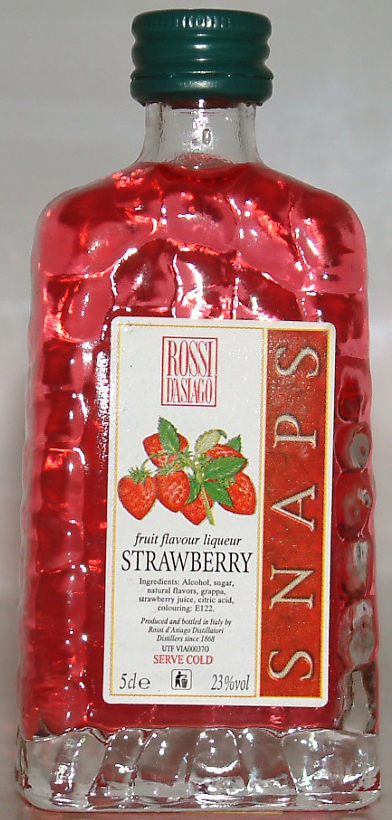 ROSSI
D'ASIAGO
fruit flavour liqueur
STRAWBERRY
Ingredients: Alcohol, sugar,
natural flavors, grappa,
strawberry juice, citric acid,
colouring: E122.
Produced and bottled in Italy by
Rossi d'Asiago Distillatori
Distillers since 1868
UTF VIA000370
SERVE COLD
5cl e 23%vol
SNAPS